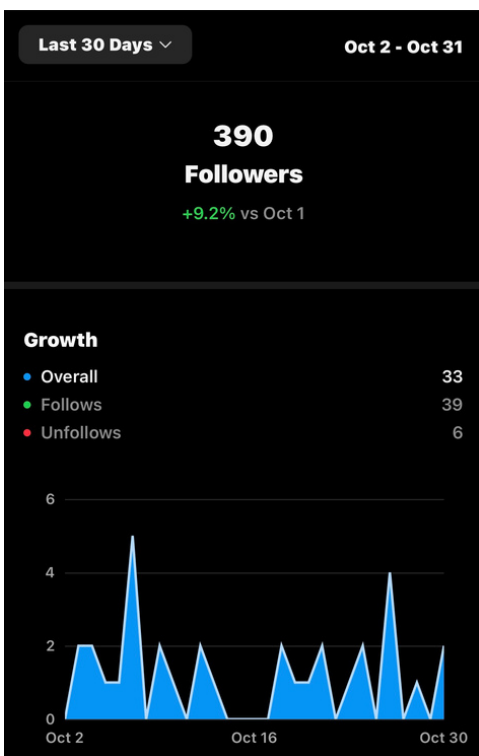 Last 30 Days
Oct 2 - Oct 31
390
Followers
+9.2% vs Oct 1
Growth
Overall 33
Follows 39
Unfollows 6
6
4
2
0
Oct 2 Oct 16 Oct 30